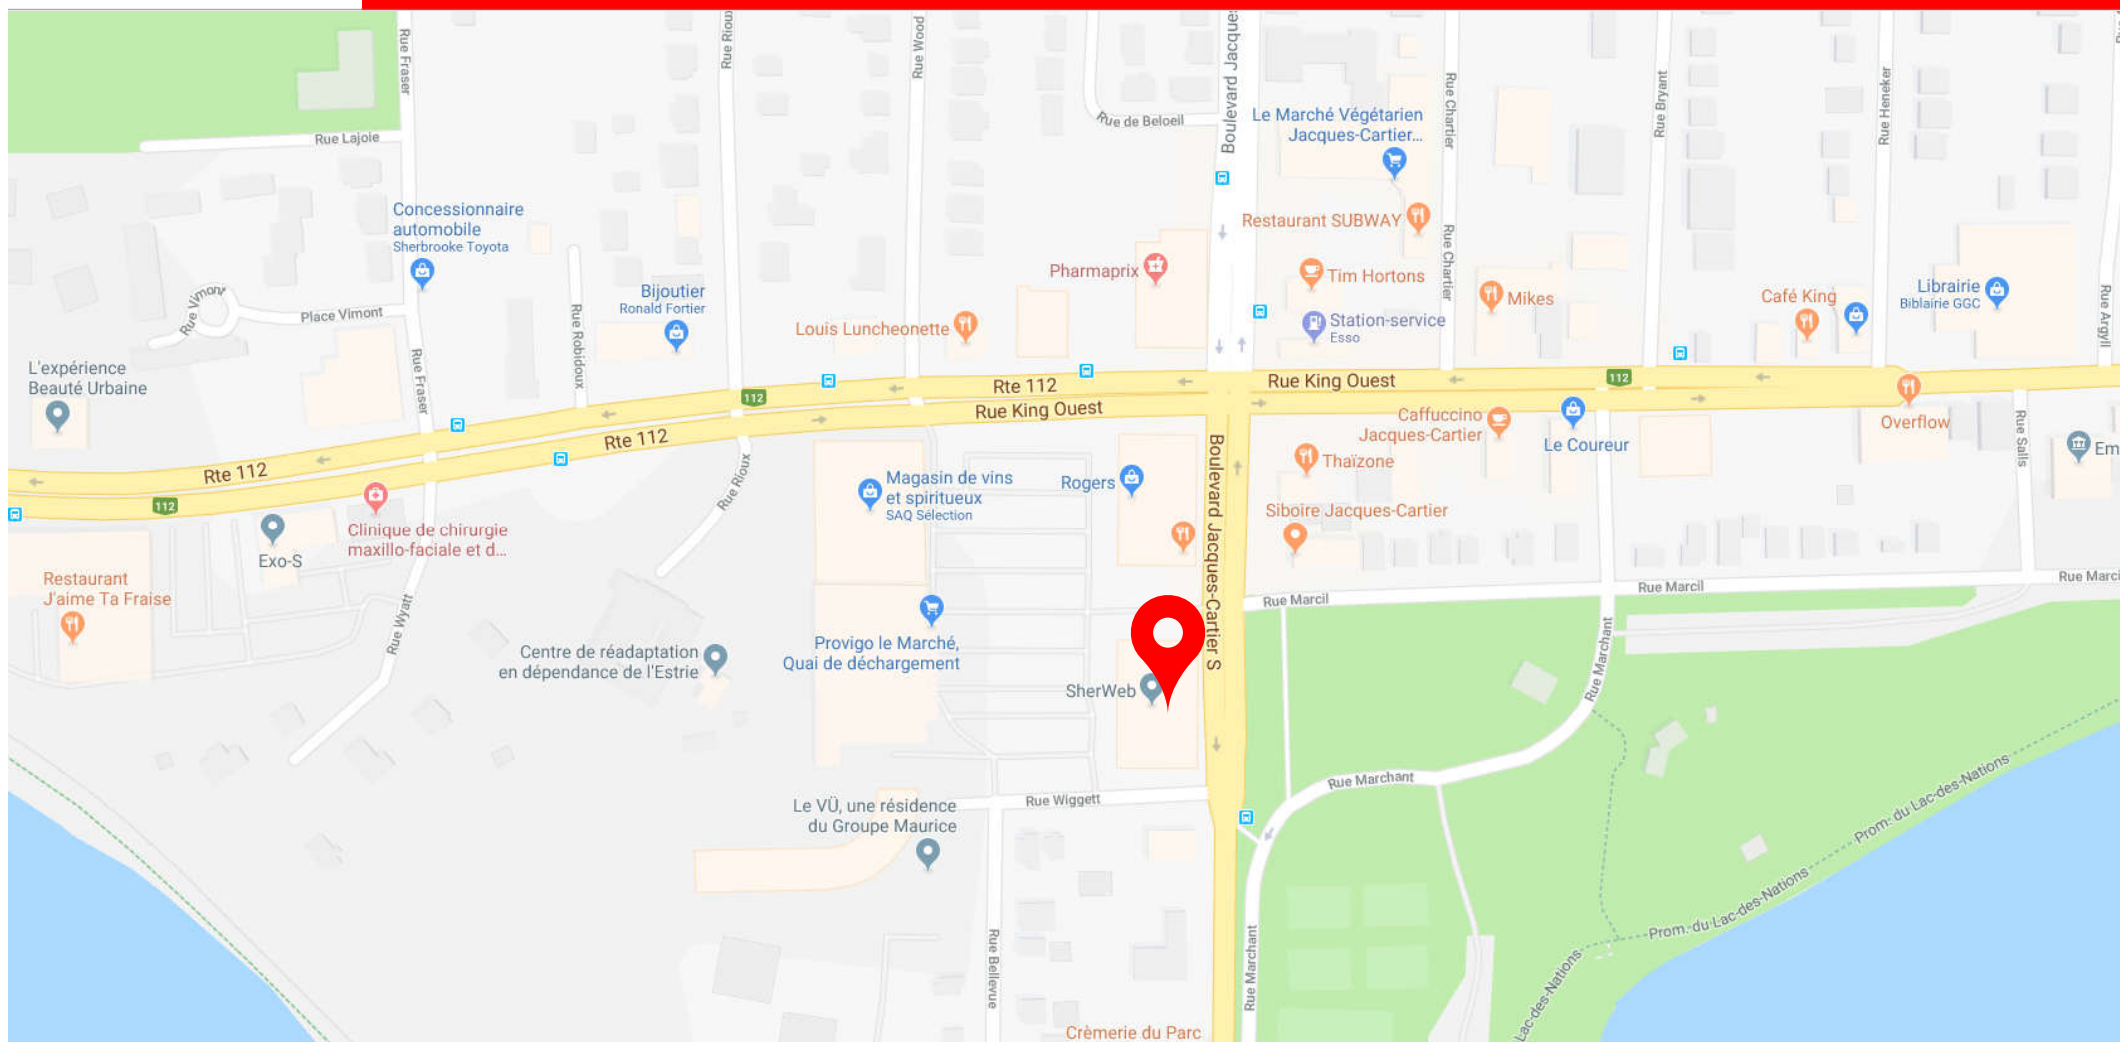 Rue Fraser
Rue Wood
Boulevard Jacques
Rue de Beloeil
Rue Lajoie
Le Marché Végétarien
Jacques-Cartier...
Rue Chartier
Rue Bryant
Rue Heneker
Concessionnaire
automobile
Sherbrooke Toyota
Restaurant SUBWAY
Rue Chartier
Pharmaprix
Tim Hortons
Bijoutier
Ronald Fortier
Place Vimont
Rue Vimont
Louis Luncheonette
Rue Robidoux
Station-service
Esso
Mikes
Café King
Librairie
Biblairie GGC
Rue Argyll
L'expérience
Beauté Urbaine
Rue Fraser
112
Rte 112
Rue King Ouest
112
Rue King Ouest
Rte 112
Rte 112
112
Caffuccino
Jacques-Cartier
Le Coureur
Overflow
Rue Salls
Em
Thaïzone
Rogers
Magasin de vins
et spiritueux
SAQ Sélection
Rue Rioux
Boulevard Jacques-Cartier S
Siboire Jacques-Cartier
Clinique de chirurgie
maxillo-faciale et d...
Exo-S
Restaurant
J'aime Ta Fraise
Rue Wyatt
Rue Marcil
Rue Marcil
Rue Marci
Centre de réadaptation
en dépendance de l'Estrie
Provigo le Marché,
Quai de déchargement
SherWeb
Rue Marchant
Rue Marchant
Rue Wiggett
Le VÜ, une résidence
du Groupe Maurice
Prom. du Lac-des-Nations
Prom. du Lac-des-Nations
Lac-des-Nations
Rue Bellevue
Rue Marchant
Crèmerie du Parc